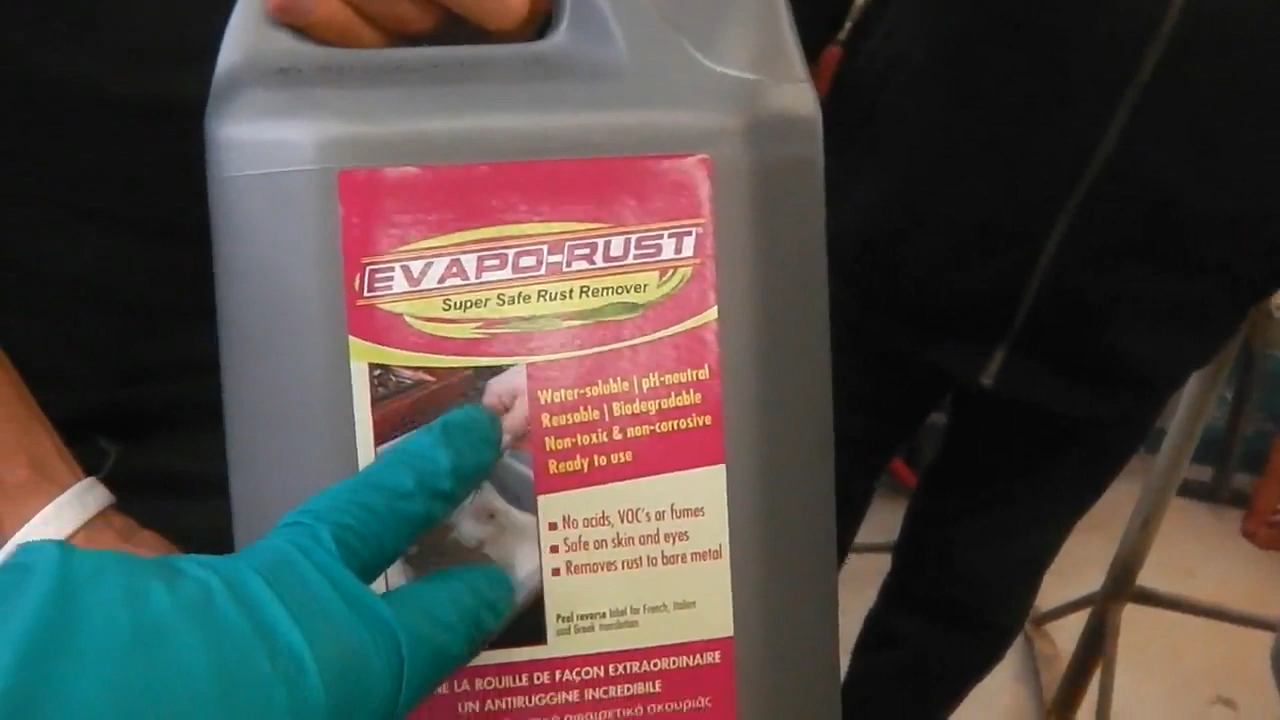 EVAPO-RUST
Super Safe Rust Remover
Water-soluble | pH-neutral
Reusable | Biodegradable
Non-toxic & non-corrosive
Ready to use
No acids, VOC's or fumes
Safe on skin and eyes
Removes rust to bare metal
Peel reverse label for French, Italian
and Greek translation
LA ROUILLE DE FAÇON EXTRAORDINAIRE
UN ANTIRUGGINE INCREDIBILE
σκουριάς